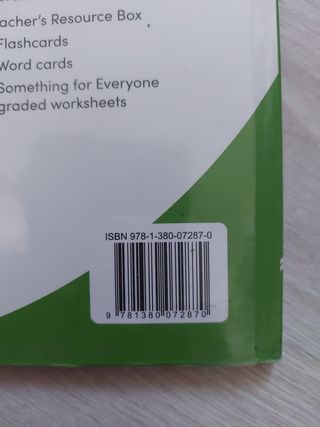 acher's Resource Box
Flashcards
Word cards
Something for Everyone
graded worksheets
ISBN 978-1-380-07287-0
9 781380 072870